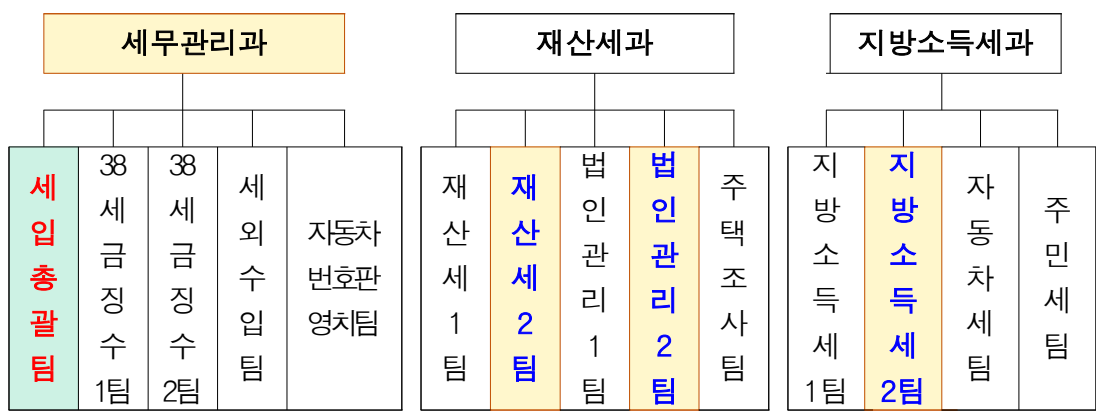 세무관리과
재산세과
지방소득세과
세입총괄팀
38세금징수1팀
38세금징수2팀
세외수입팀
자동차
번호판
영치팀
재산세1팀
재산세2팀
법인관리1팀
법인관리2팀
주택조사팀
지방소득세1팀
지방소득세2팀
자동차세팀
주민세팀